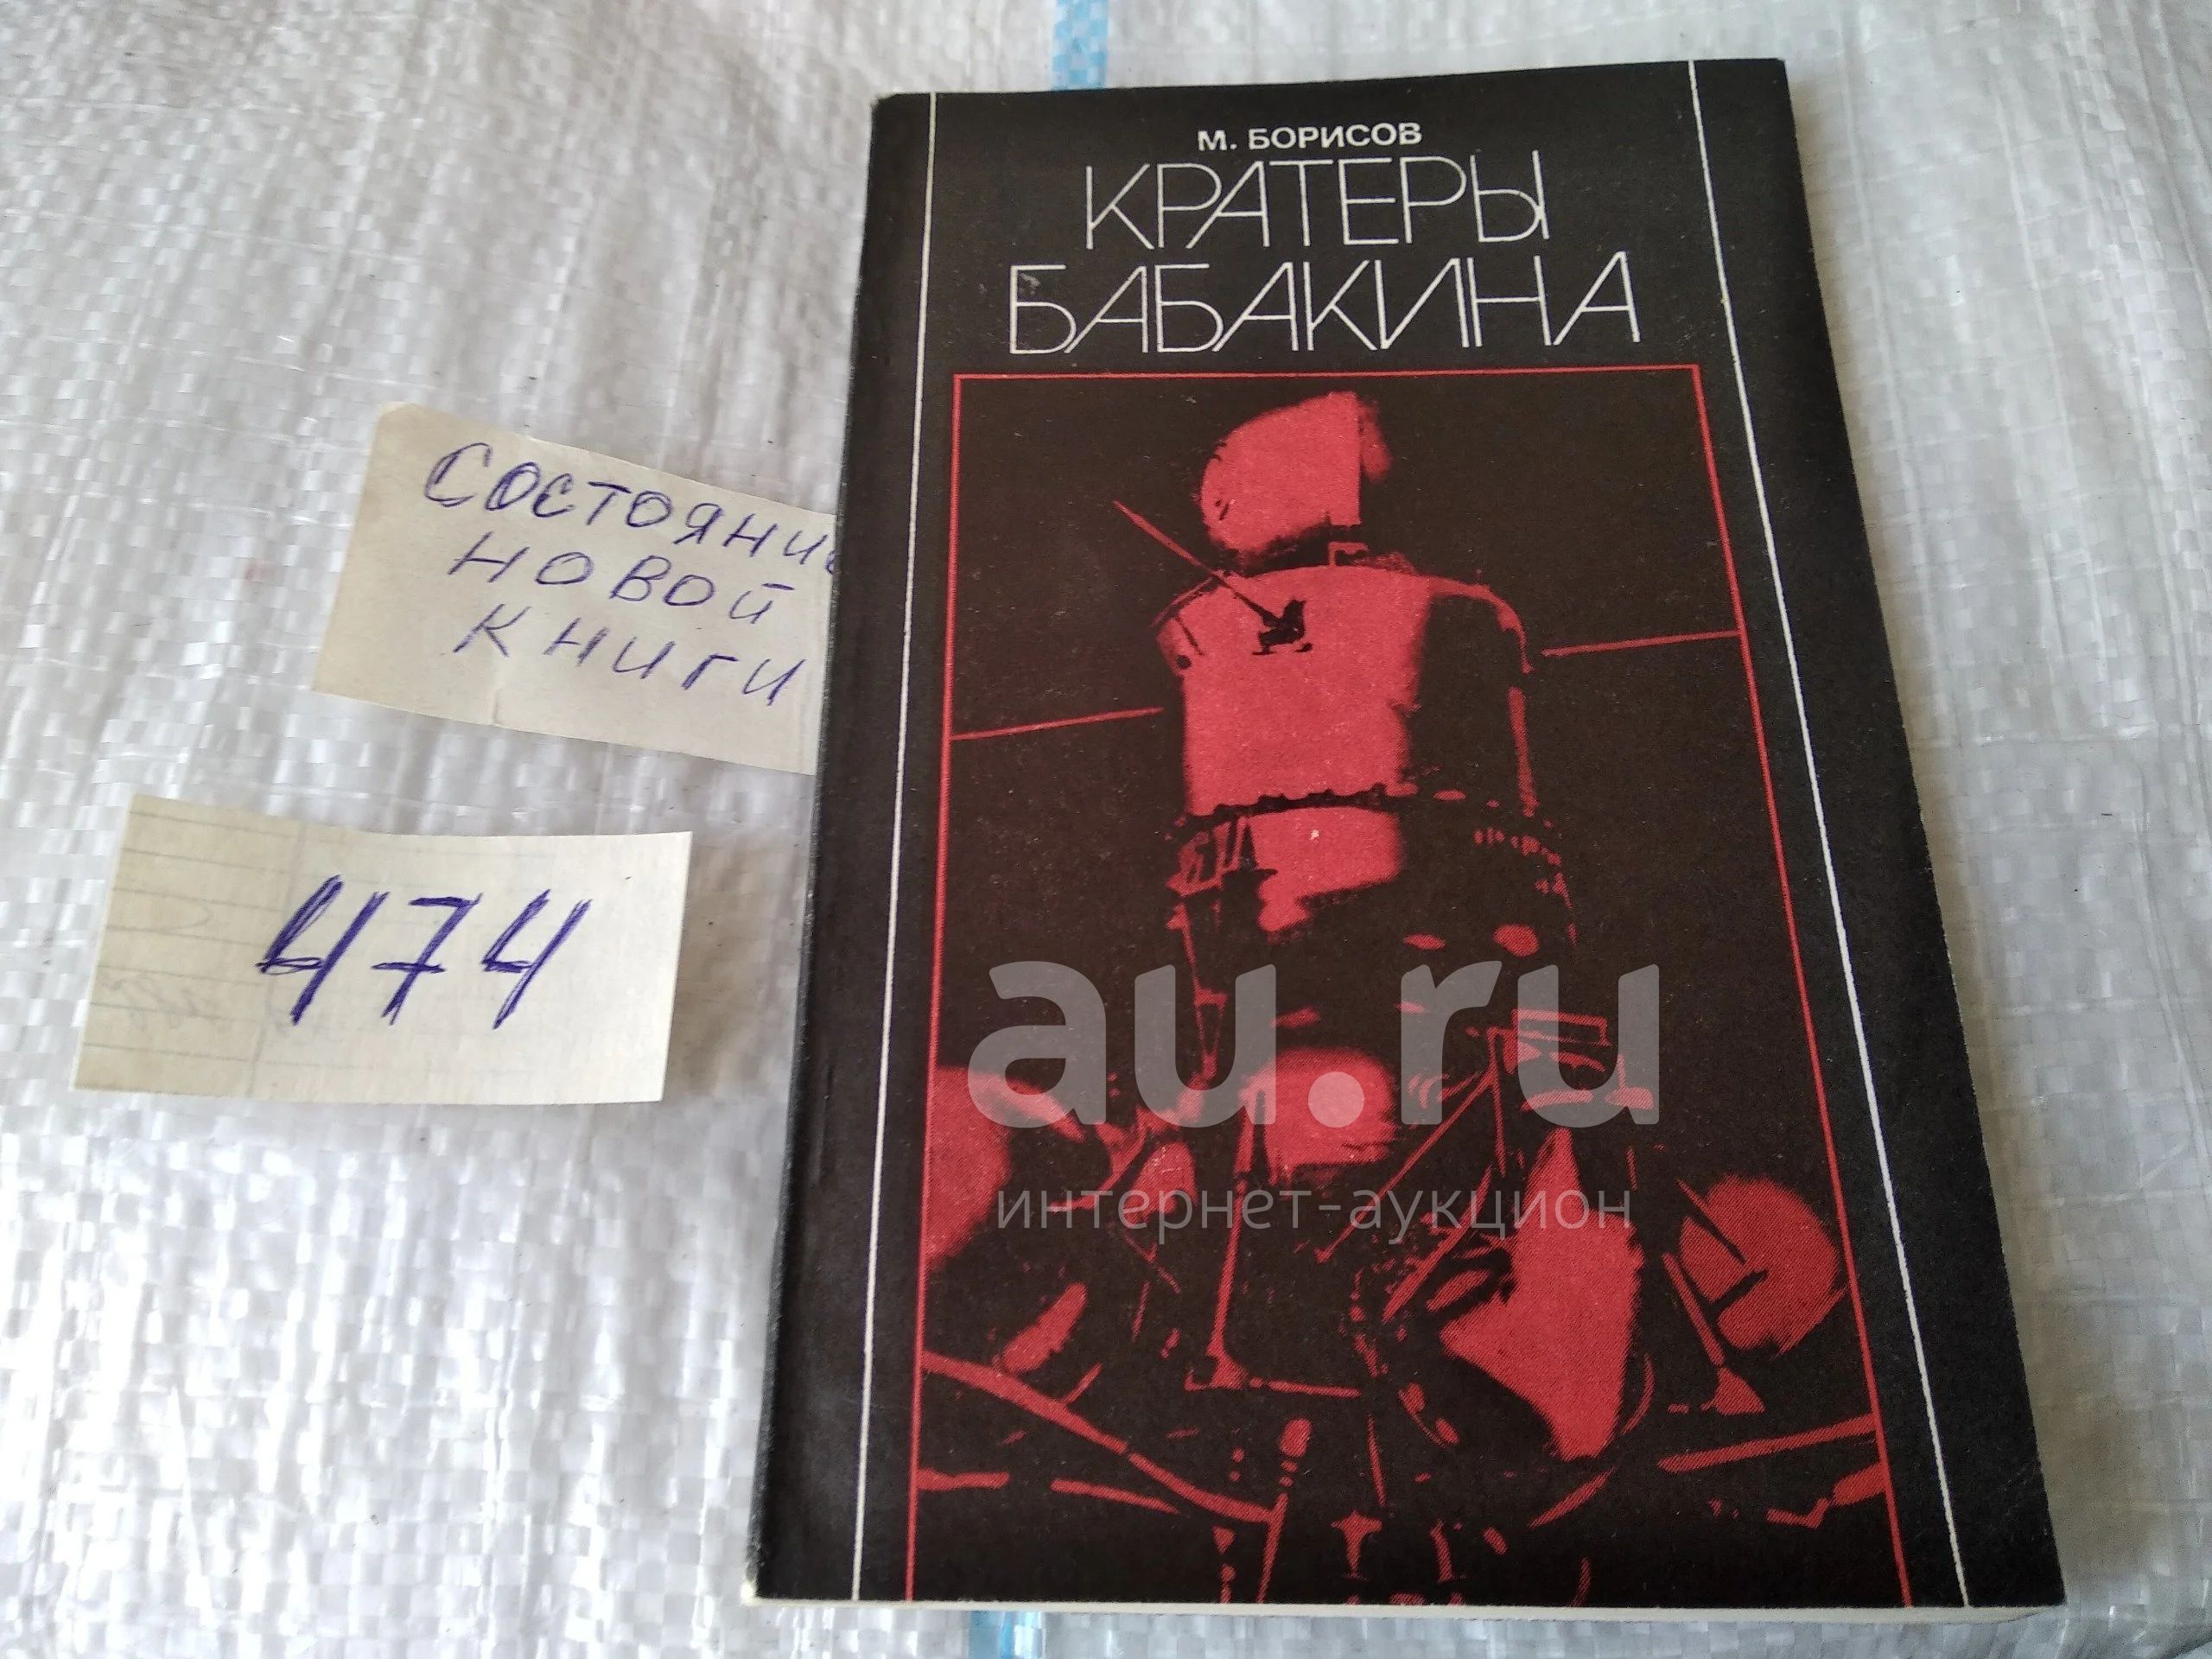 М. БОРИСОВ
КРАТЕРЫ
БАБАКИНА
СОСТОЯНИЕ
НОВОЙ
КНИГИ
474
au.ru
интернет-аукцион